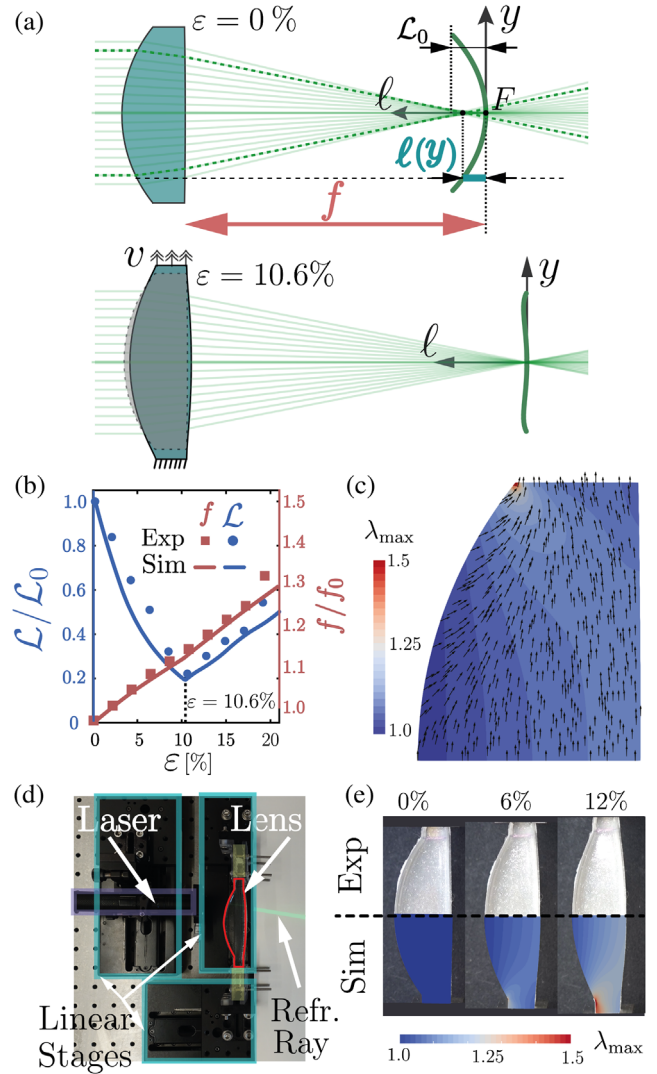 (a)
ε = 0 %
ℒ₀
y
ℓ
F
ℓ(y)
f
v
ε = 10.6%
y
ℓ
(b)
1.0
0.8
0.6
0.4
0.2
0
ℒ/ℒ₀
f ℒ
Exp
Sim
ε = 10.6%
1.5
1.4
1.3
1.2
1.1
1.0
f/f₀
0 5 10 15 20
ε [%]
(c)
λmax
1.5
1.25
1.0
(d)
Laser
Lens
Linear
Stages
Refr.
Ray
(e)
0% 6% 12%
Exp
Sim
1.0 1.25 1.5
λmax